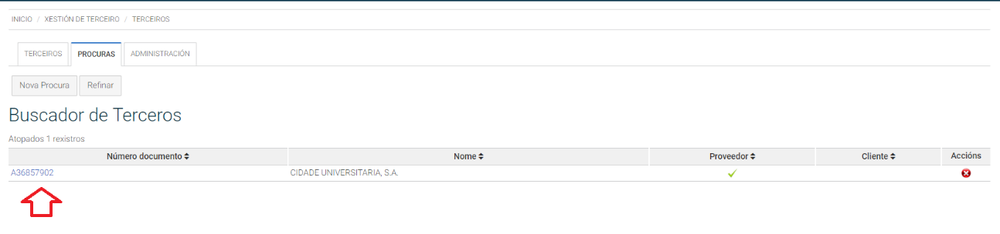 INICIO / XESTIÓN DE TERCEIRO / TERCEIROS
TERCEIROS PROCURAS ADMINISTRACIÓN
Nova Procura Refinar
Buscador de Terceros
Atopados 1 rexistros
Número documento Nome Proveedor Cliente Accións
A36857902 CIDADE UNIVERSITARIA, S.A.